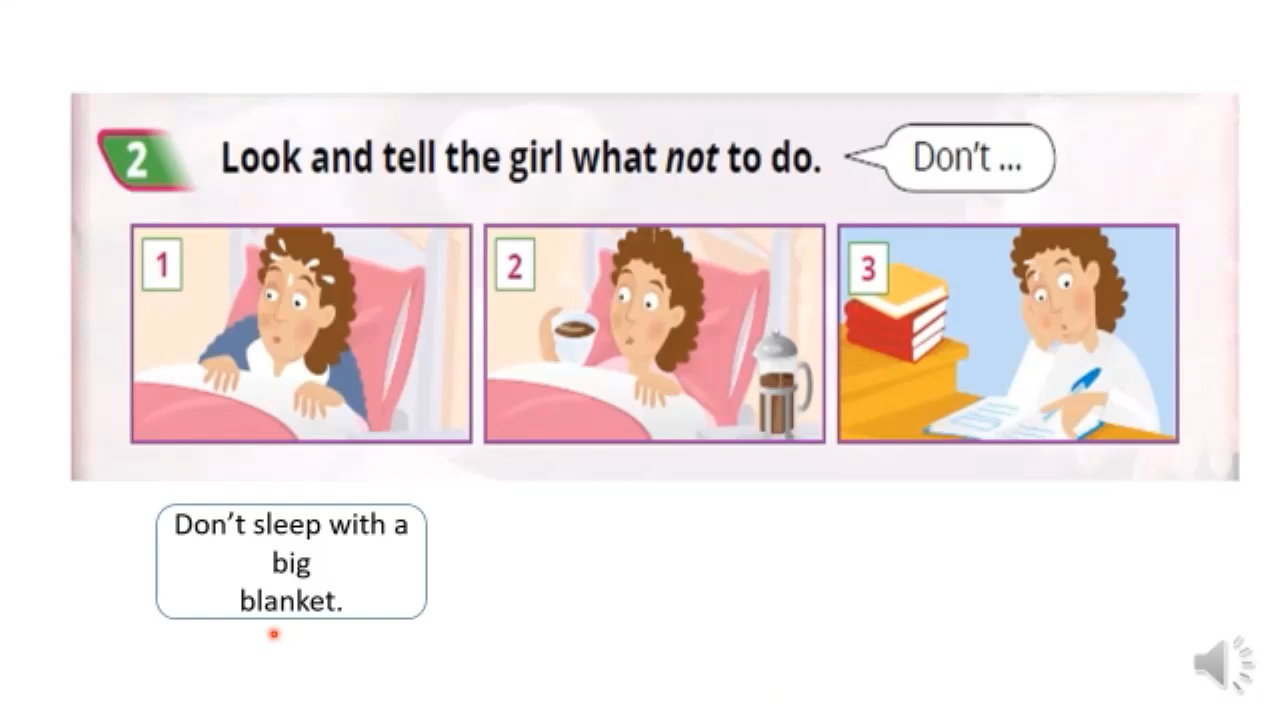 2 Look and tell the girl what not to do. Don't ...
1 2 3
Don't sleep with a
big
blanket.